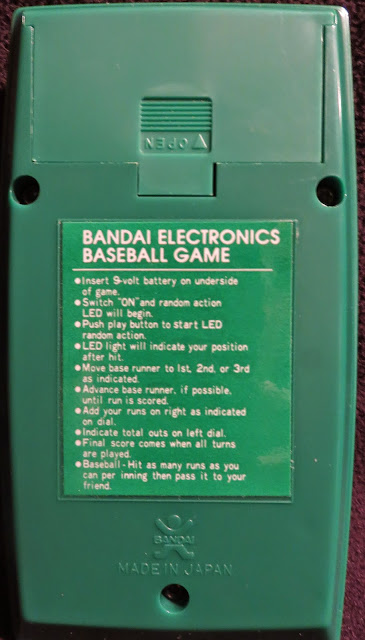 OPEN
BANDAI ELECTRONICS
BASEBALL GAME
●Insert 9-volt battery on underside
of game.
●Switch "ON" and random action
LED will begin.
●Push play button to start LED
random action.
●LED light will indicate your position
after hit.
●Move base runner to 1st, 2nd, or 3rd
as indicated.
●Advance base runner, if possible,
until run is scored.
●Add your runs on right as indicated
on dial.
●Indicate total outs on left dial.
●Final score comes when all turns
are played.
●Baseball-Hit as many runs as you
can per inning then pass it to your
friend.
BANDAI
MADE IN JAPAN